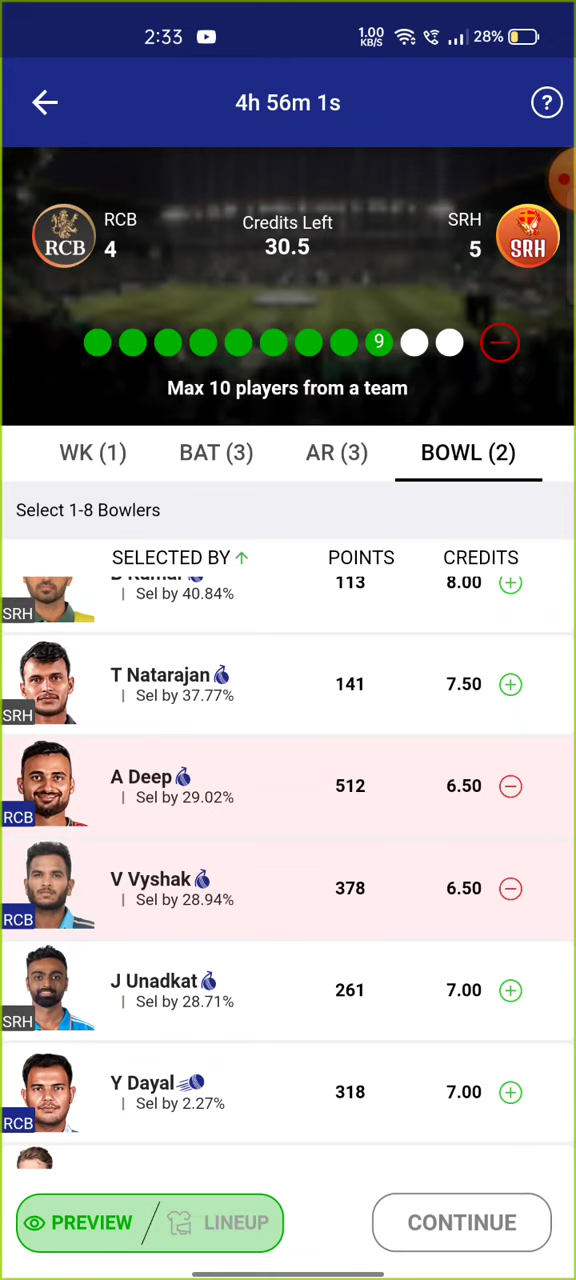 2:33 1.00 KB/S 28%
4h 56m 1s ?
RCB Credits Left SRH
RCB 4 30.5 5 SRH
9
Max 10 players from a team
WK (1) BAT (3) AR (3) BOWL (2)
Select 1-8 Bowlers
SELECTED BY ↑ POINTS CREDITS
113 8.00
| Sel by 40.84%
SRH
T Natarajan 141 7.50
| Sel by 37.77%
SRH
A Deep 512 6.50
| Sel by 29.02%
RCB
V Vyshak 378 6.50
| Sel by 28.94%
RCB
J Unadkat 261 7.00
| Sel by 28.71%
SRH
Y Dayal 318 7.00
| Sel by 2.27%
RCB
PREVIEW LINEUP CONTINUE